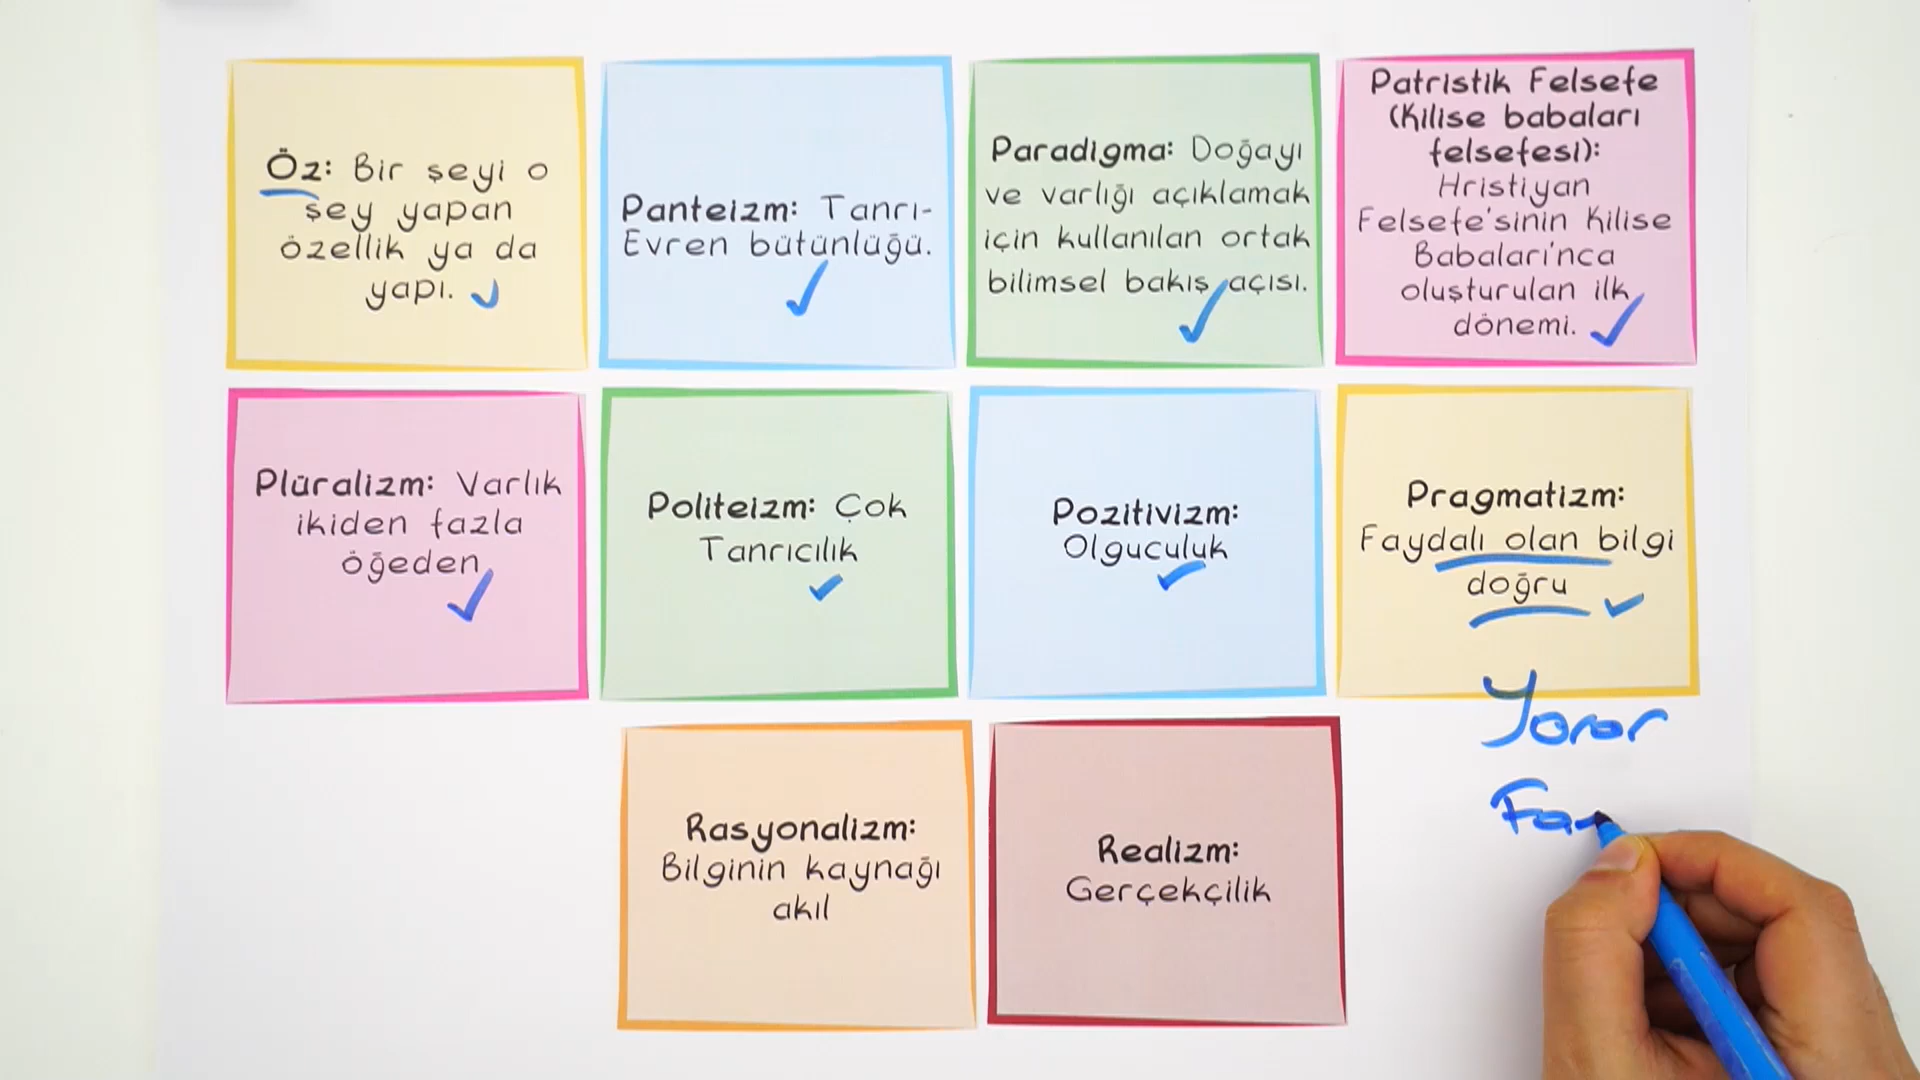 Öz: Bir şeyi o
şey yapan
özellik ya da
yapı.
Panteizm: Tanrı-
Evren bütünlüğü.
Paradigma: Doğayı
ve varlığı açıklamak
için kullanılan ortak
bilimsel bakış açısı.
Patristik Felsefe
(Kilise babaları
felsefesi):
Hristiyan
Felsefe'sinin Kilise
Babaları'nca
oluşturulan ilk
dönemi.
Plüralizm: Varlık
ikiden fazla
öğeden
Politeizm: Çok
Tanrıcılık
Pozitivizm:
Olguculuk
Pragmatizm:
Faydalı olan bilgi
doğru
Yarar
Fa
Rasyonalizm:
Bilginin kaynağı
akıl
Realizm:
Gerçekçilik